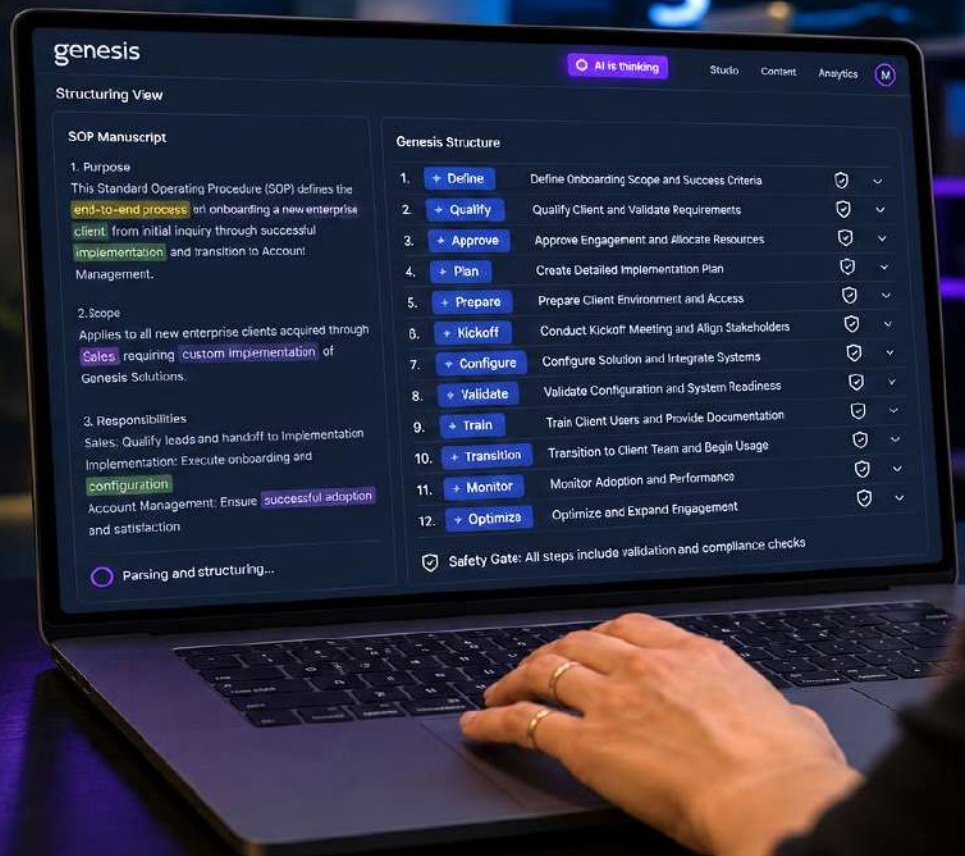 genesis
AI is thinking
Studio
Content
Analytics
M
Structuring View
SOP Manuscript
1. Purpose
This Standard Operating Procedure (SOP) defines the
end-to-end process on onboarding a new enterprise
client from initial inquiry through successful
implementation and transition to Account
Management.
2.Scope
Applies to all new enterprise clients acquired through
Sales requiring custom implementation of
Genesis Solutions.
3. Responsibilities
Sales: Qualify leads and handoff to Implementation
Implementation: Execute onboarding and
configuration
Account Management: Ensure successful adoption
and satisfaction
Parsing and structuring...
Genesis Structure
1. + Define Define Onboarding Scope and Success Criteria
2. + Qualify Qualify Client and Validate Requirements
3. + Approve Approve Engagement and Allocate Resources
4. + Plan Create Detailed Implementation Plan
5. + Prepare Prepare Client Environment and Access
6. + Kickoff Conduct Kickoff Meeting and Align Stakeholders
7. + Configure Configure Solution and Integrate Systems
8. + Validate Validate Configuration and System Readiness
9. + Train Train Client Users and Provide Documentation
10. + Transition Transition to Client Team and Begin Usage
11. + Monitor Monitor Adoption and Performance
12. + Optimize Optimize and Expand Engagement
Safety Gate: All steps include validation and compliance checks